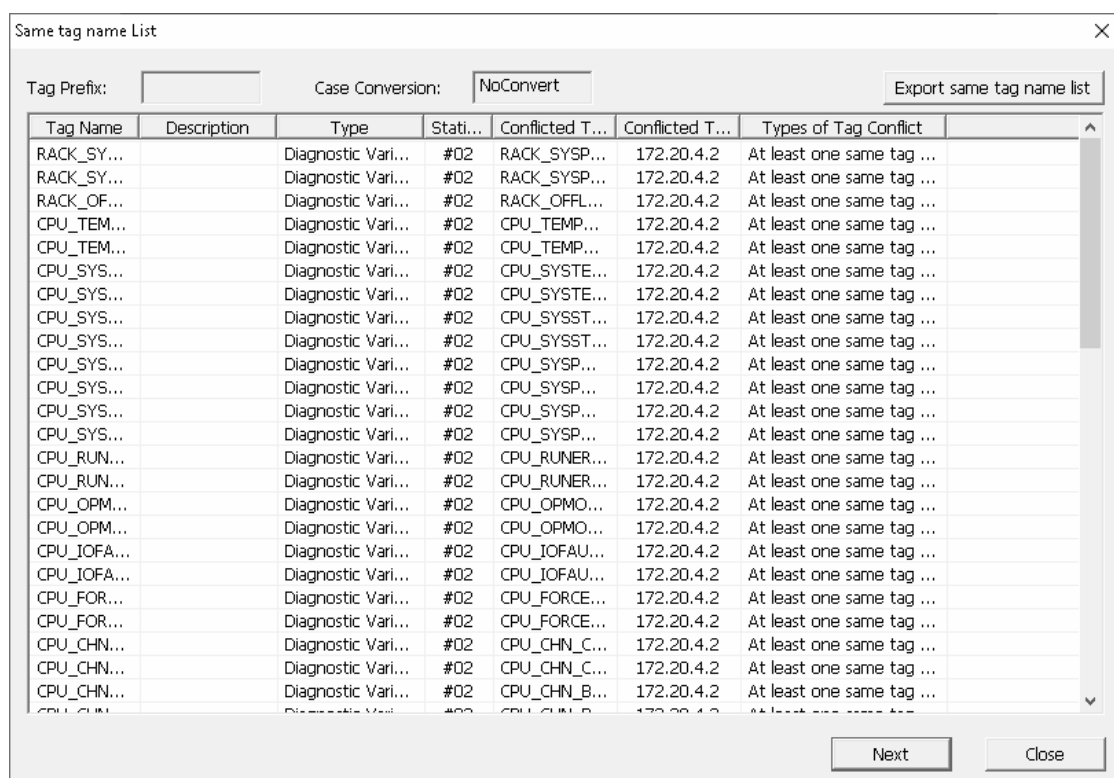 Same tag name List
Tag Prefix: Case Conversion: NoConvert Export same tag name list
Tag Name Description Type Stati... Conflicted T... Conflicted T... Types of Tag Conflict
RACK_SY... Diagnostic Vari... #02 RACK_SYSP... 172.20.4.2 At least one same tag ...
RACK_SY... Diagnostic Vari... #02 RACK_SYSP... 172.20.4.2 At least one same tag ...
RACK_OF... Diagnostic Vari... #02 RACK_OFFL... 172.20.4.2 At least one same tag ...
CPU_TEM... Diagnostic Vari... #02 CPU_TEMP... 172.20.4.2 At least one same tag ...
CPU_TEM... Diagnostic Vari... #02 CPU_TEMP... 172.20.4.2 At least one same tag ...
CPU_SYS... Diagnostic Vari... #02 CPU_SYSTE... 172.20.4.2 At least one same tag ...
CPU_SYS... Diagnostic Vari... #02 CPU_SYSTE... 172.20.4.2 At least one same tag ...
CPU_SYS... Diagnostic Vari... #02 CPU_SYSST... 172.20.4.2 At least one same tag ...
CPU_SYS... Diagnostic Vari... #02 CPU_SYSST... 172.20.4.2 At least one same tag ...
CPU_SYS... Diagnostic Vari... #02 CPU_SYSP... 172.20.4.2 At least one same tag ...
CPU_SYS... Diagnostic Vari... #02 CPU_SYSP... 172.20.4.2 At least one same tag ...
CPU_SYS... Diagnostic Vari... #02 CPU_SYSP... 172.20.4.2 At least one same tag ...
CPU_SYS... Diagnostic Vari... #02 CPU_SYSP... 172.20.4.2 At least one same tag ...
CPU_RUN... Diagnostic Vari... #02 CPU_RUNER... 172.20.4.2 At least one same tag ...
CPU_RUN... Diagnostic Vari... #02 CPU_RUNER... 172.20.4.2 At least one same tag ...
CPU_OPM... Diagnostic Vari... #02 CPU_OPMO... 172.20.4.2 At least one same tag ...
CPU_OPM... Diagnostic Vari... #02 CPU_OPMO... 172.20.4.2 At least one same tag ...
CPU_IOFA... Diagnostic Vari... #02 CPU_IOFAU... 172.20.4.2 At least one same tag ...
CPU_IOFA... Diagnostic Vari... #02 CPU_IOFAU... 172.20.4.2 At least one same tag ...
CPU_FOR... Diagnostic Vari... #02 CPU_FORCE... 172.20.4.2 At least one same tag ...
CPU_FOR... Diagnostic Vari... #02 CPU_FORCE... 172.20.4.2 At least one same tag ...
CPU_CHN... Diagnostic Vari... #02 CPU_CHN_C... 172.20.4.2 At least one same tag ...
CPU_CHN... Diagnostic Vari... #02 CPU_CHN_C... 172.20.4.2 At least one same tag ...
CPU_CHN... Diagnostic Vari... #02 CPU_CHN_B... 172.20.4.2 At least one same tag ...
Next Close